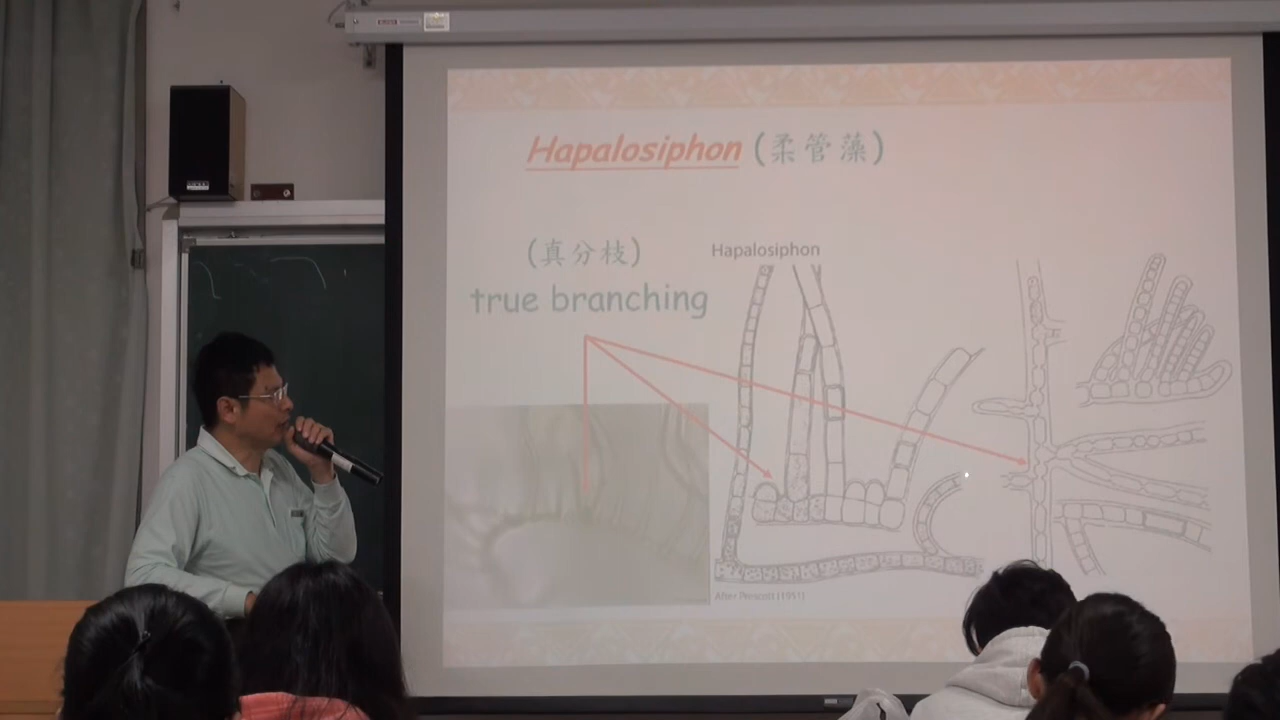 Hapalosiphon (柔管藻)
(真分枝)
true branching
Hapalosiphon
After Prescott (1951)